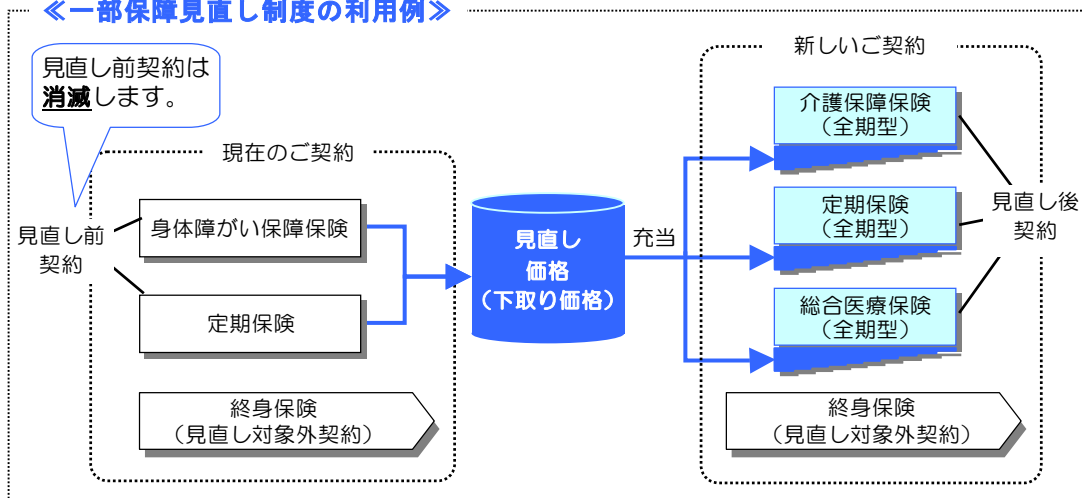 ≪一部保障見直し制度の利用例≫
見直し前契約は
消滅します。
現在のご契約
見直し前
契約
身体障がい保障保険
定期保険
終身保険
（見直し対象外契約）
見直し
価格
（下取り価格）
充当
新しいご契約
介護保障保険
（全期型）
定期保険
（全期型）
総合医療保険
（全期型）
見直し後
契約
終身保険
（見直し対象外契約）